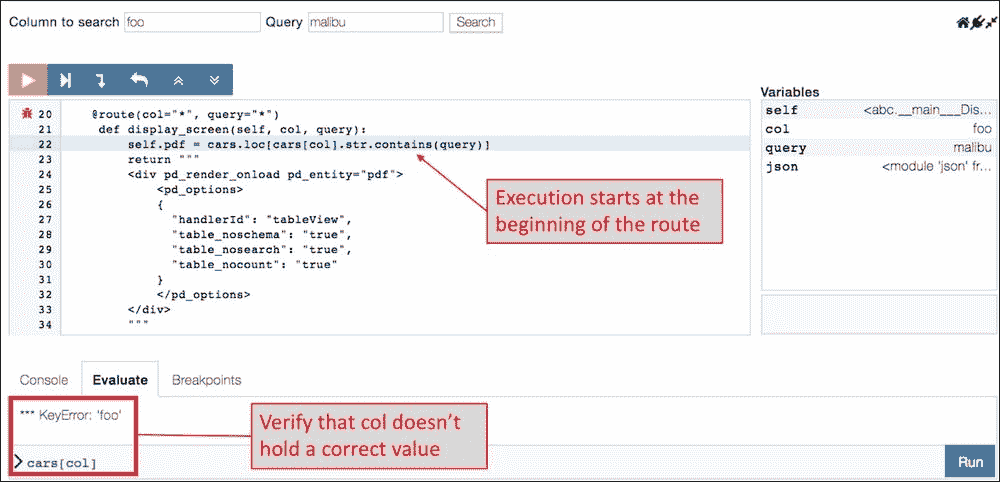 Column to search foo Query malibu Search
Variables
20 @route(col="*", query="*")
21 def display_screen(self, col, query):
22 self.pdf = cars.loc[cars[col].str.contains(query)]
23 return """
24 <div pd_render_onload pd_entity="pdf">
25 <pd_options>
26 {
27 "handlerId": "tableView",
28 "table_noschema": "true",
29 "table_nosearch": "true",
30 "table_nocount": "true"
31 }
32 </pd_options>
33 </div>
34 """
self <abc.__main___Dis...
col foo
query malibu
json <module 'json' fr...
Execution starts at the
beginning of the route
Console Evaluate Breakpoints
*** KeyError: 'foo'
Verify that col doesn't
hold a correct value
cars[col]
Run